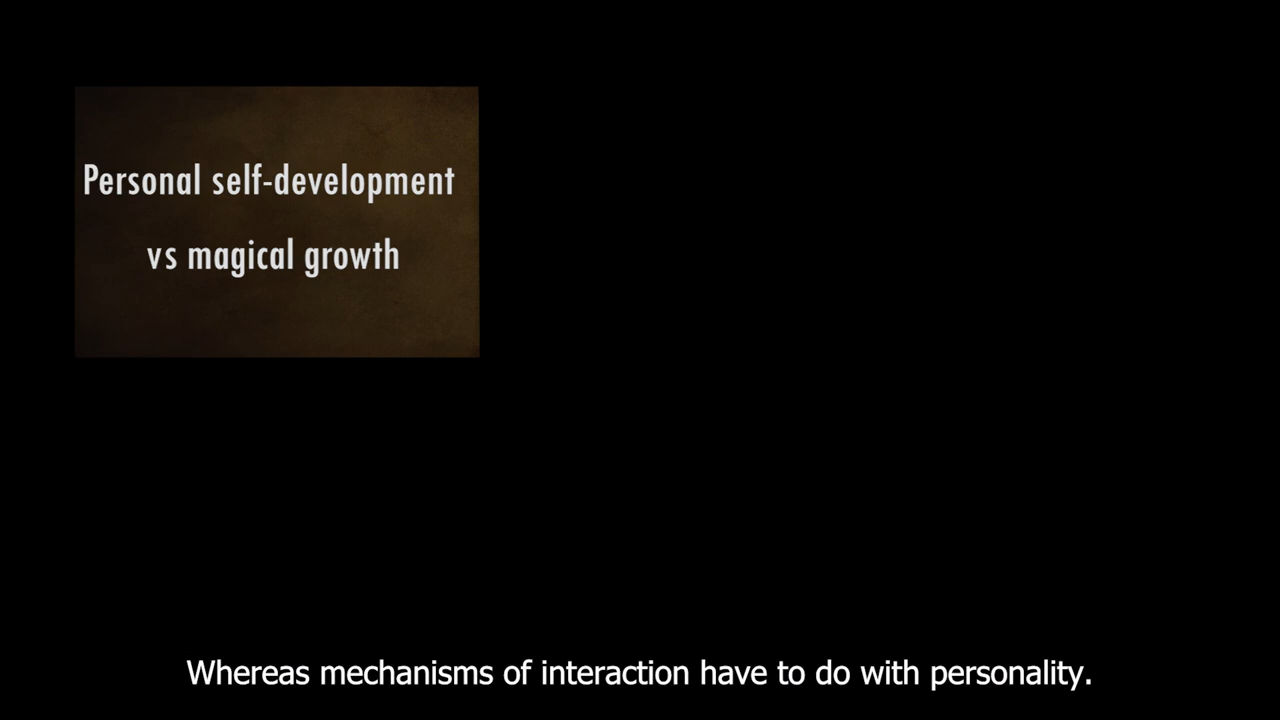 Personal self-development
vs magical growth
Whereas mechanisms of interaction have to do with personality.